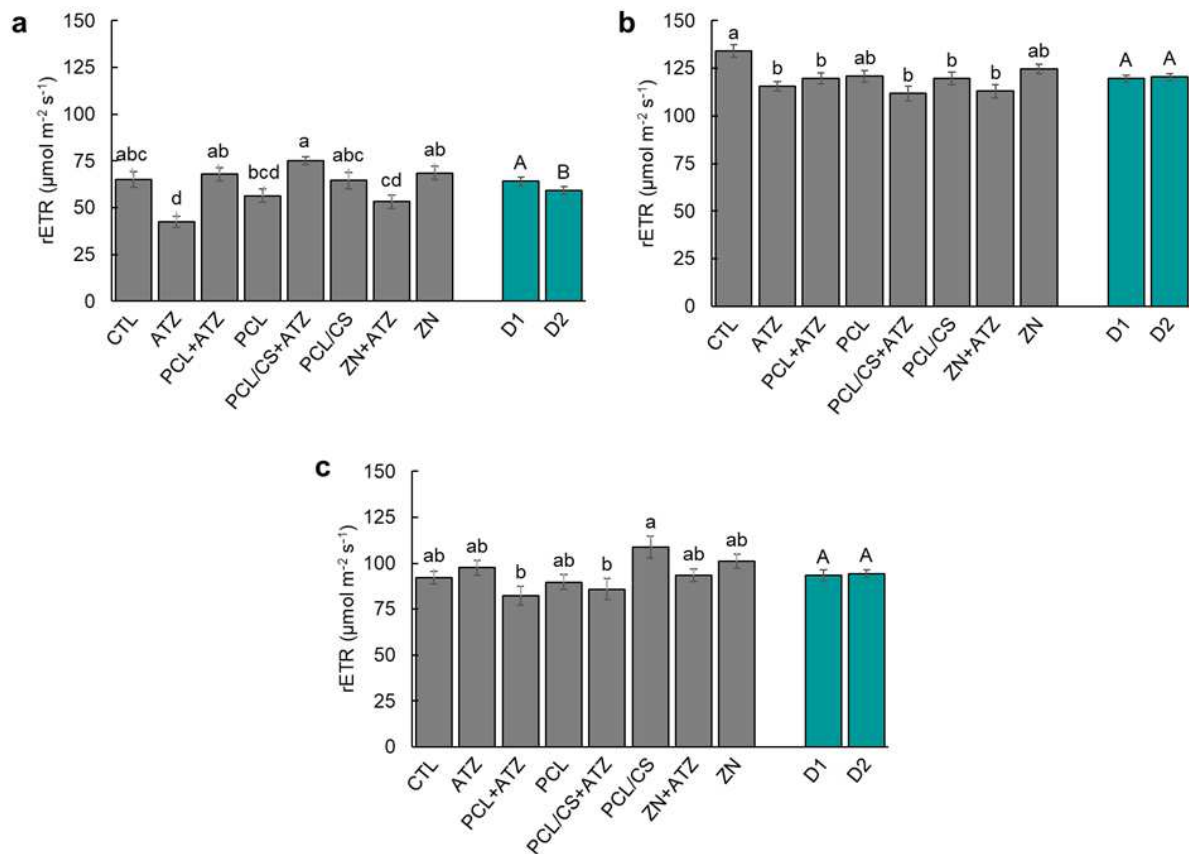 a
150
125
100
75
50
25
0
rETR (µmol m⁻² s⁻¹)
abc
d
ab
bcd
a
abc
cd
ab
A
B
CTL
ATZ
PCL+ATZ
PCL
PCL/CS+ATZ
PCL/CS
ZN+ATZ
ZN
D1
D2
b
150
125
100
75
50
25
0
rETR (µmol m⁻² s⁻¹)
a
b
b
ab
b
b
b
ab
A
A
CTL
ATZ
PCL+ATZ
PCL
PCL/CS+ATZ
PCL/CS
ZN+ATZ
ZN
D1
D2
c
150
125
100
75
50
25
0
rETR (µmol m⁻² s⁻¹)
ab
ab
b
ab
b
a
ab
ab
A
A
CTL
ATZ
PCL+ATZ
PCL
PCL/CS+ATZ
PCL/CS
ZN+ATZ
ZN
D1
D2